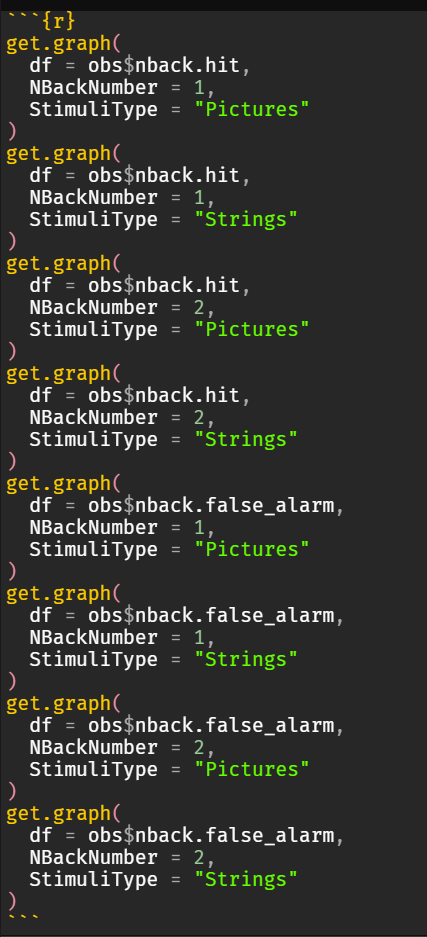 ```{r}
get.graph(
  df = obs$nback.hit,
  NBackNumber = 1,
  StimuliType = "Pictures"
)
get.graph(
  df = obs$nback.hit,
  NBackNumber = 1,
  StimuliType = "Strings"
)
get.graph(
  df = obs$nback.hit,
  NBackNumber = 2,
  StimuliType = "Pictures"
)
get.graph(
  df = obs$nback.hit,
  NBackNumber = 2,
  StimuliType = "Strings"
)
get.graph(
  df = obs$nback.false_alarm,
  NBackNumber = 1,
  StimuliType = "Pictures"
)
get.graph(
  df = obs$nback.false_alarm,
  NBackNumber = 1,
  StimuliType = "Strings"
)
get.graph(
  df = obs$nback.false_alarm,
  NBackNumber = 2,
  StimuliType = "Pictures"
)
get.graph(
  df = obs$nback.false_alarm,
  NBackNumber = 2,
  StimuliType = "Strings"
)
```